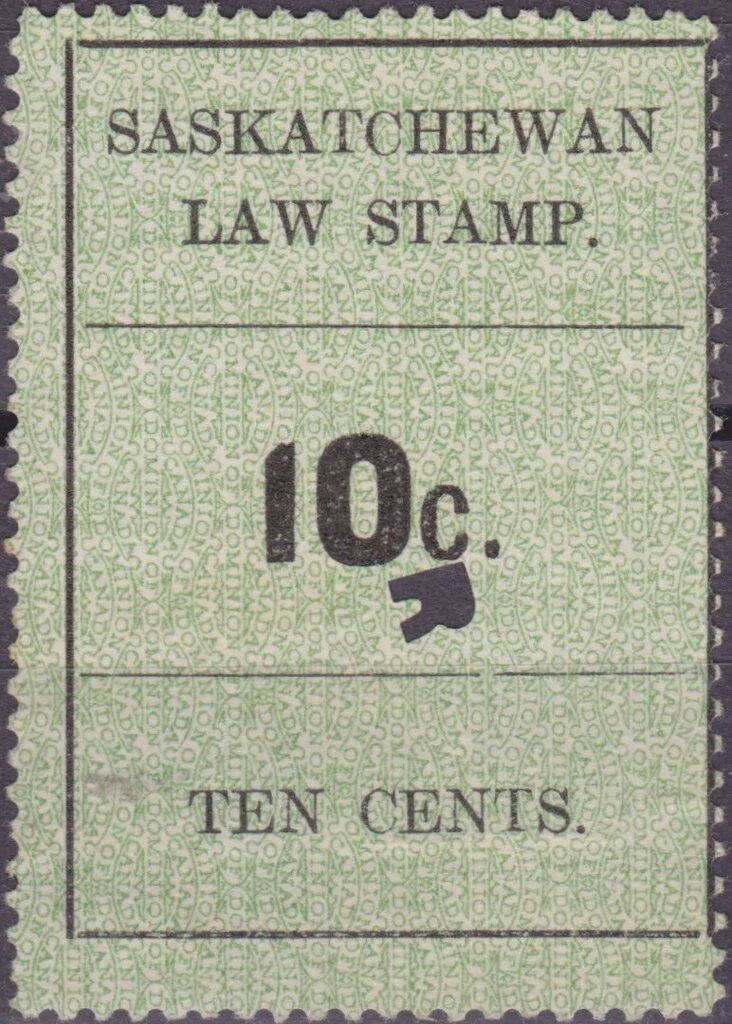 SASKATCHEWAN
LAW STAMP.
10c.
R
TEN CENTS.